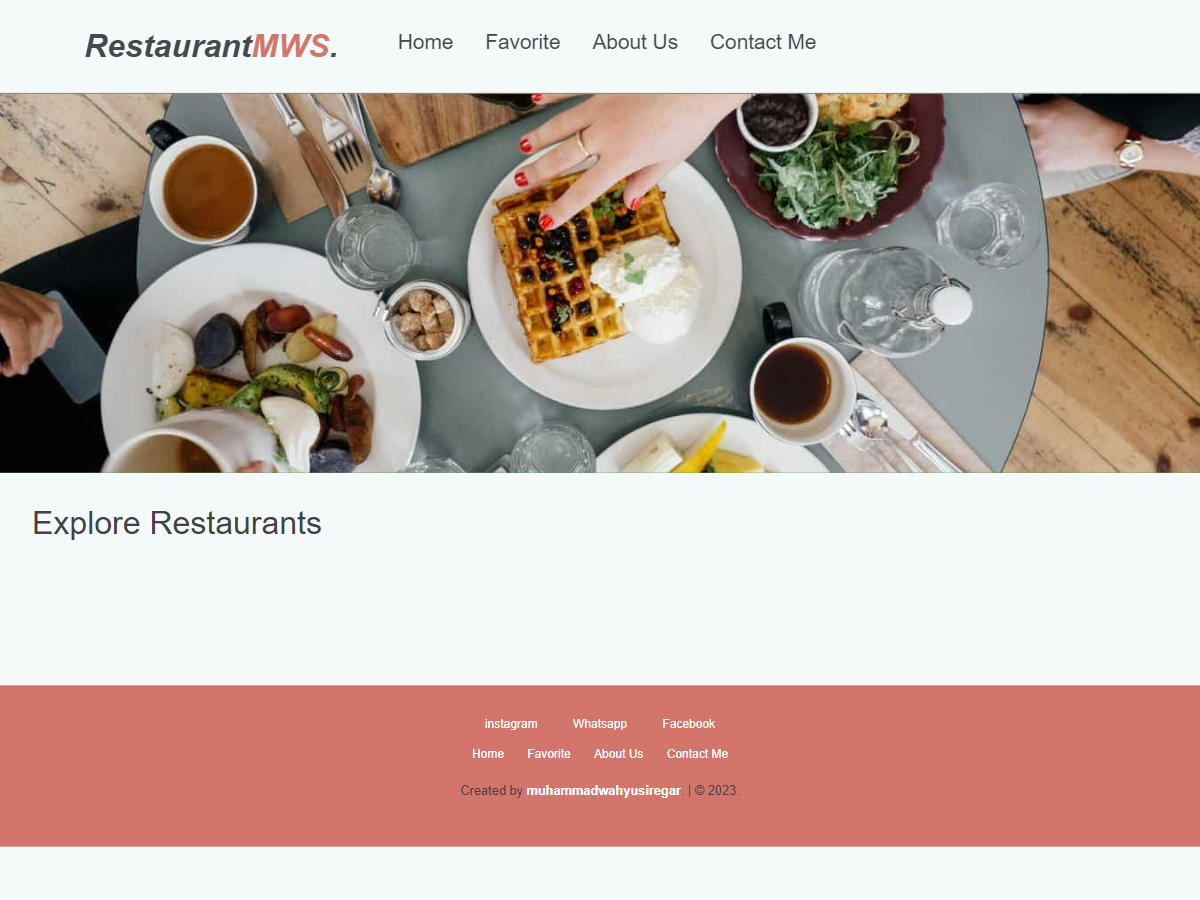 RestaurantMWS.
Home Favorite About Us Contact Me
Explore Restaurants
instagram Whatsapp Facebook
Home Favorite About Us Contact Me
Created by muhammadwahyusiregar. | © 2023.